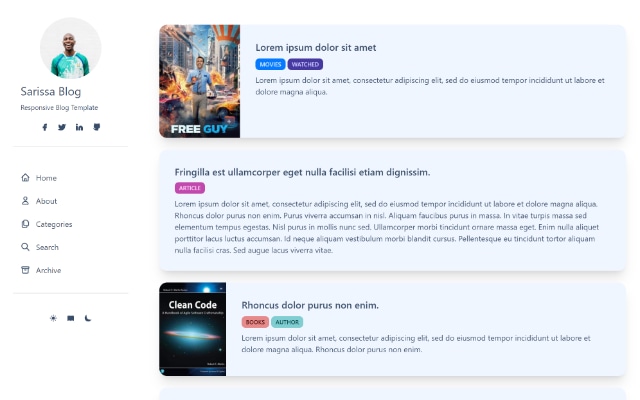 Sarissa Blog
Responsive Blog Template
Home
About
Categories
Search
Archive
FREE GUY
Lorem ipsum dolor sit amet
MOVIES WATCHED
Lorem ipsum dolor sit amet, consectetur adipiscing elit, sed do eiusmod tempor incididunt ut labore et
dolore magna aliqua.
Fringilla est ullamcorper eget nulla facilisi etiam dignissim.
ARTICLE
Lorem ipsum dolor sit amet, consectetur adipiscing elit, sed do eiusmod tempor incididunt ut labore et dolore magna aliqua.
Rhoncus dolor purus non enim. Purus viverra accumsan in nisl. Aliquam faucibus purus in massa. In vitae turpis massa sed
elementum tempus egestas. Nisl purus in mollis nunc sed. Ullamcorper morbi tincidunt ornare massa eget. Enim nulla aliquet
porttitor lacus luctus accumsan. Id neque aliquam vestibulum morbi blandit cursus. Pellentesque eu tincidunt tortor aliquam
nulla facilisi cras. Sed augue lacus viverra.
Clean Code
A Handbook of Agile Software Craftsmanship
Rhoncus dolor purus non enim.
BOOKS AUTHOR
Lorem ipsum dolor sit amet, consectetur adipiscing elit, sed do eiusmod tempor incididunt ut labore et dolore
magna aliqua. Rhoncus dolor purus non enim.